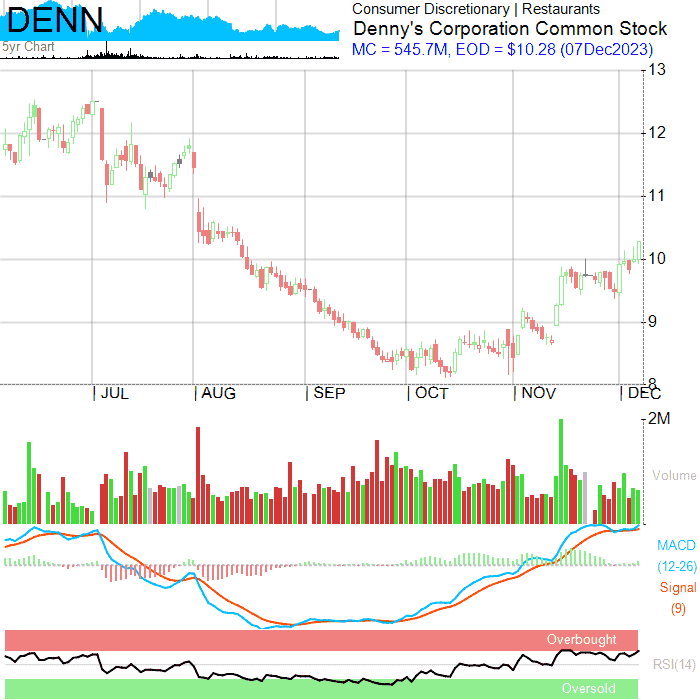 DENN
5yr Chart
Consumer Discretionary | Restaurants
Denny's Corporation Common Stock
MC = 545.7M, EOD = $10.28 (07Dec2023)
13
12
11
10
9
8
JUL AUG SEP OCT NOV DEC
2M
Volume
MACD
(12-26)
Signal
(9)
Overbought
RSI(14)
Oversold